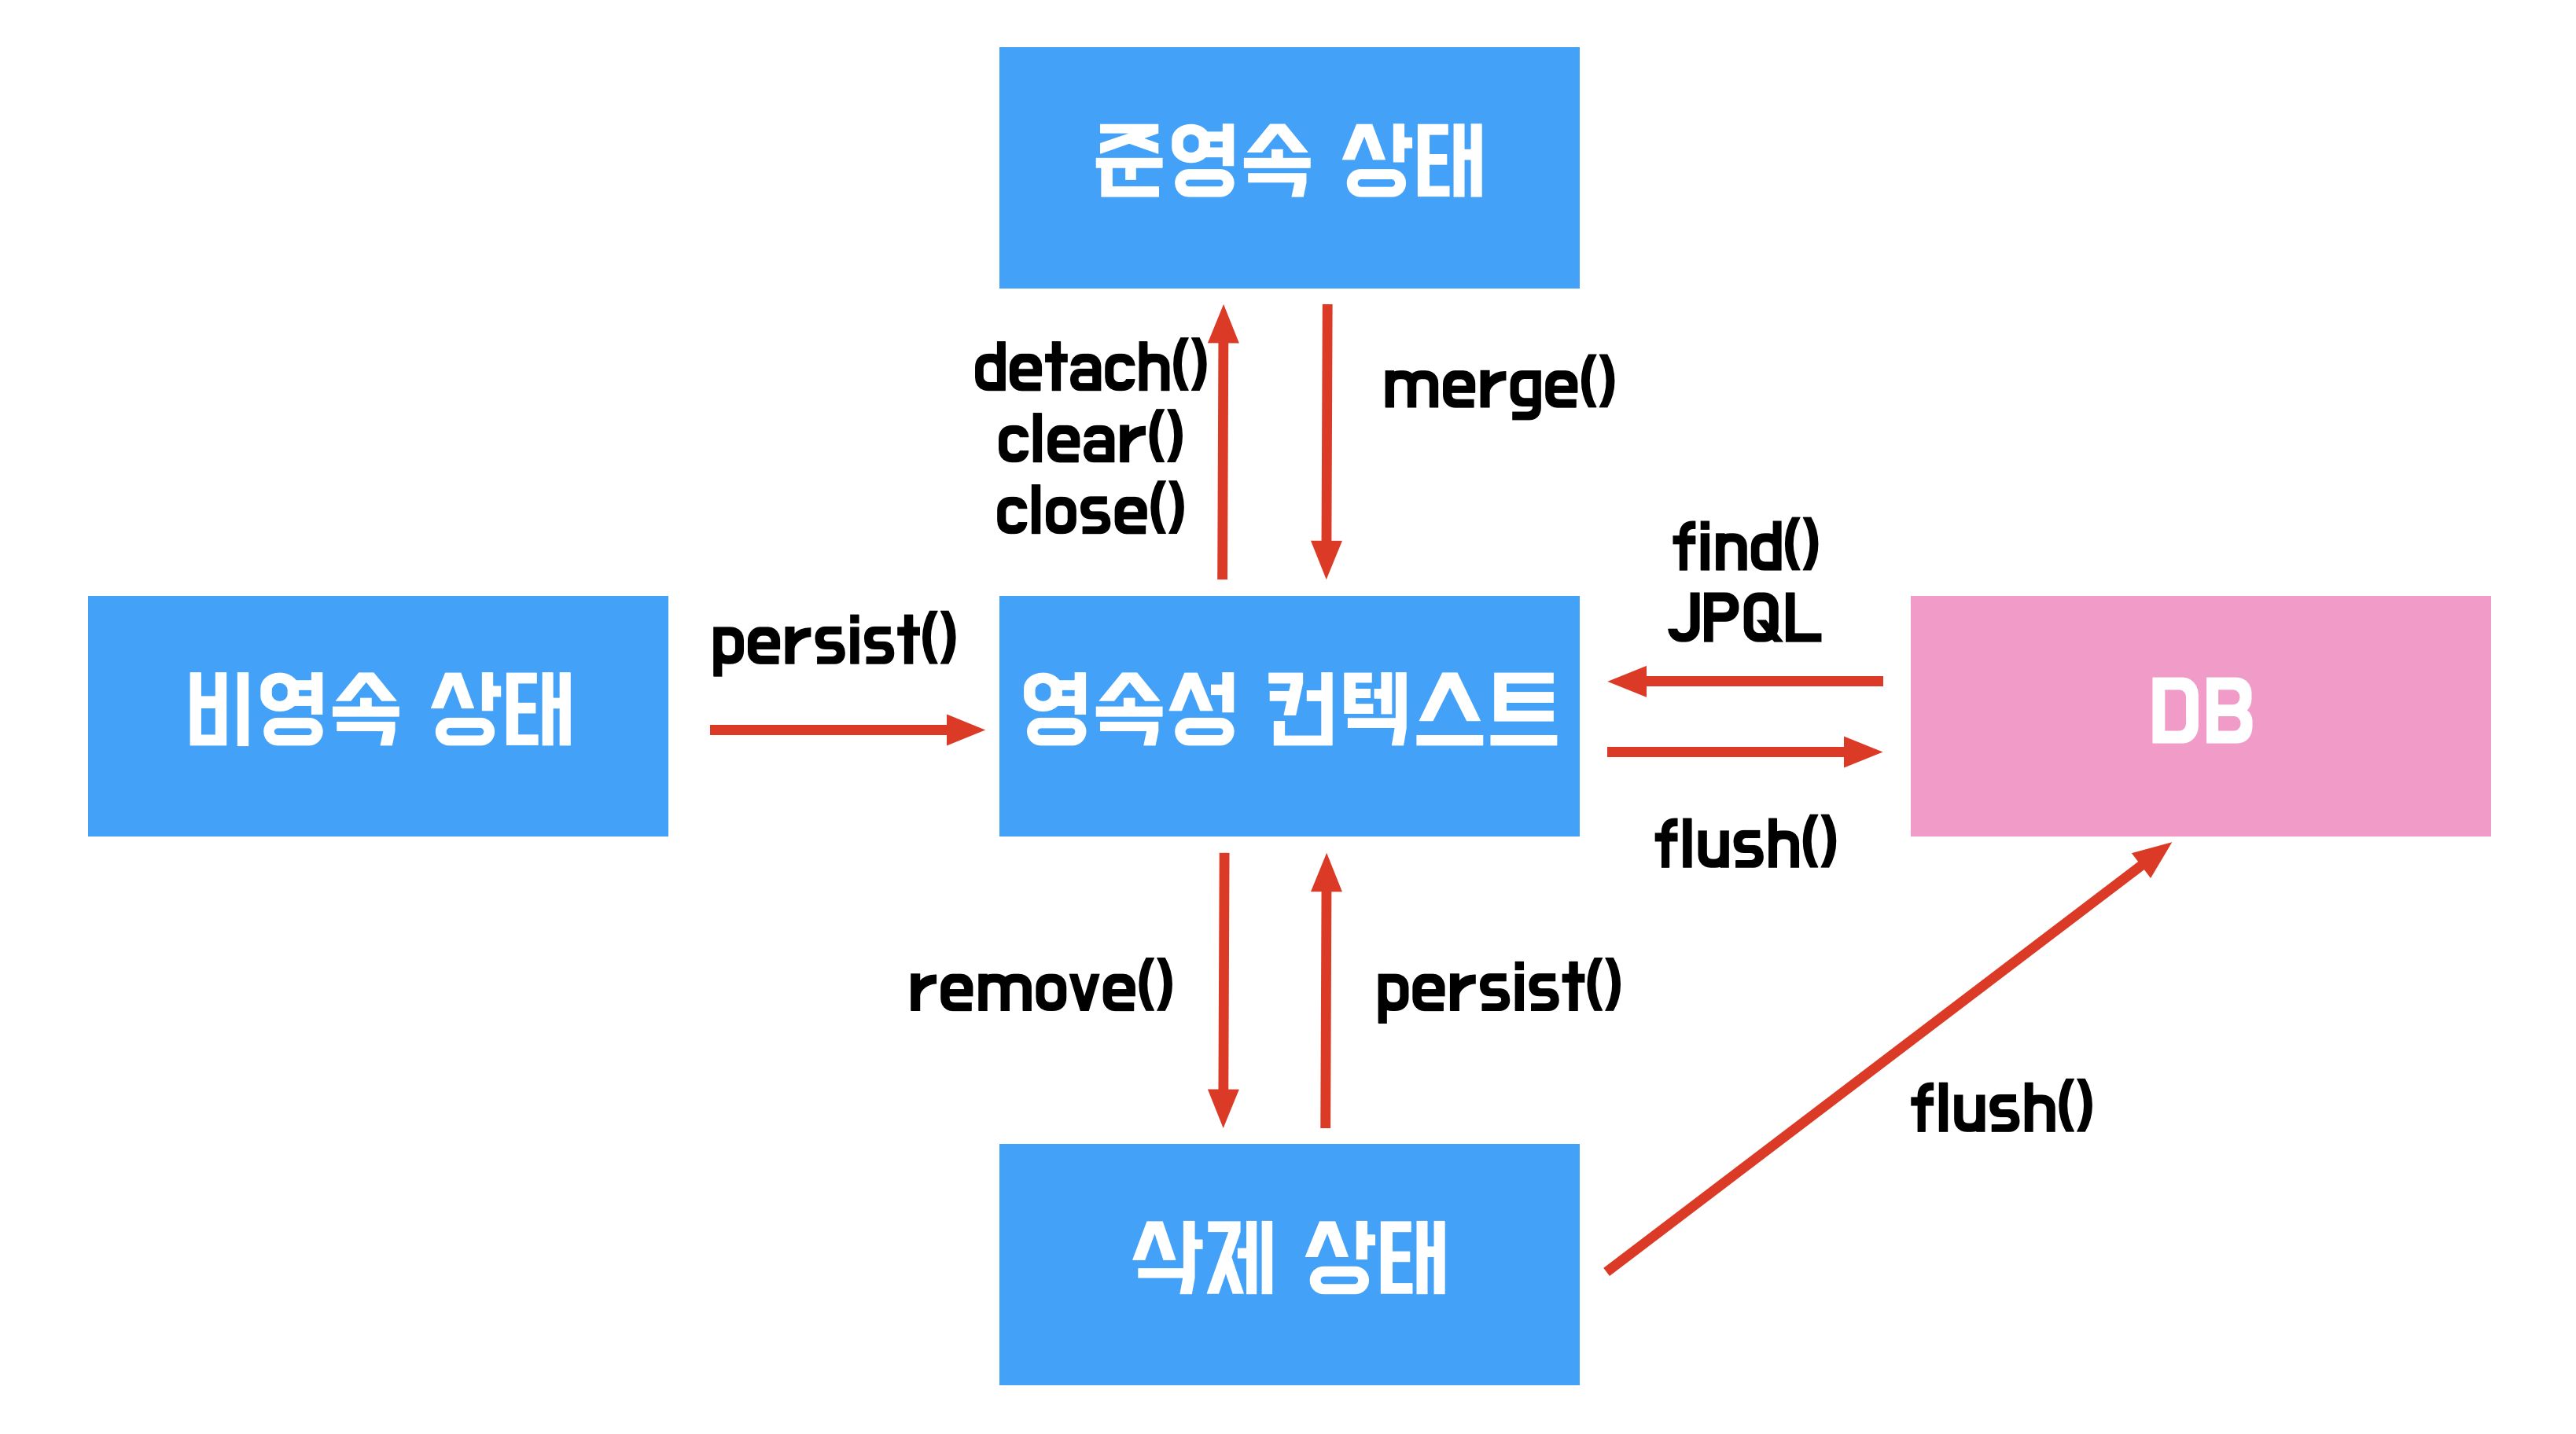 준영속 상태
detach()
clear()
close()
merge()
find()
JPQL
비영속 상태
persist()
영속성 컨텍스트
DB
flush()
remove()
persist()
flush()
삭제 상태